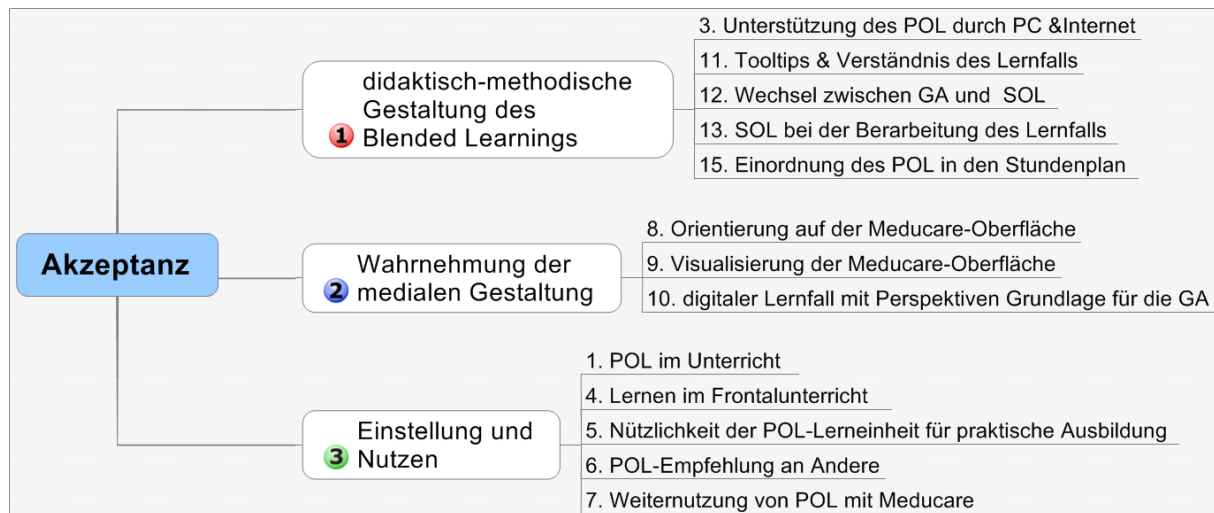 Akzeptanz
1
didaktisch-methodische
Gestaltung des
Blended Learnings
3. Unterstützung des POL durch PC &Internet
11. Tooltips & Verständnis des Lernfalls
12. Wechsel zwischen GA und SOL
13. SOL bei der Berarbeitung des Lernfalls
15. Einordnung des POL in den Stundenplan
2
Wahrnehmung der
medialen Gestaltung
8. Orientierung auf der Meducare-Oberfläche
9. Visualisierung der Meducare-Oberfläche
10. digitaler Lernfall mit Perspektiven Grundlage für die GA
3
Einstellung und
Nutzen
1. POL im Unterricht
4. Lernen im Frontalunterricht
5. Nützlichkeit der POL-Lerneinheit für praktische Ausbildung
6. POL-Empfehlung an Andere
7. Weiternutzung von POL mit Meducare